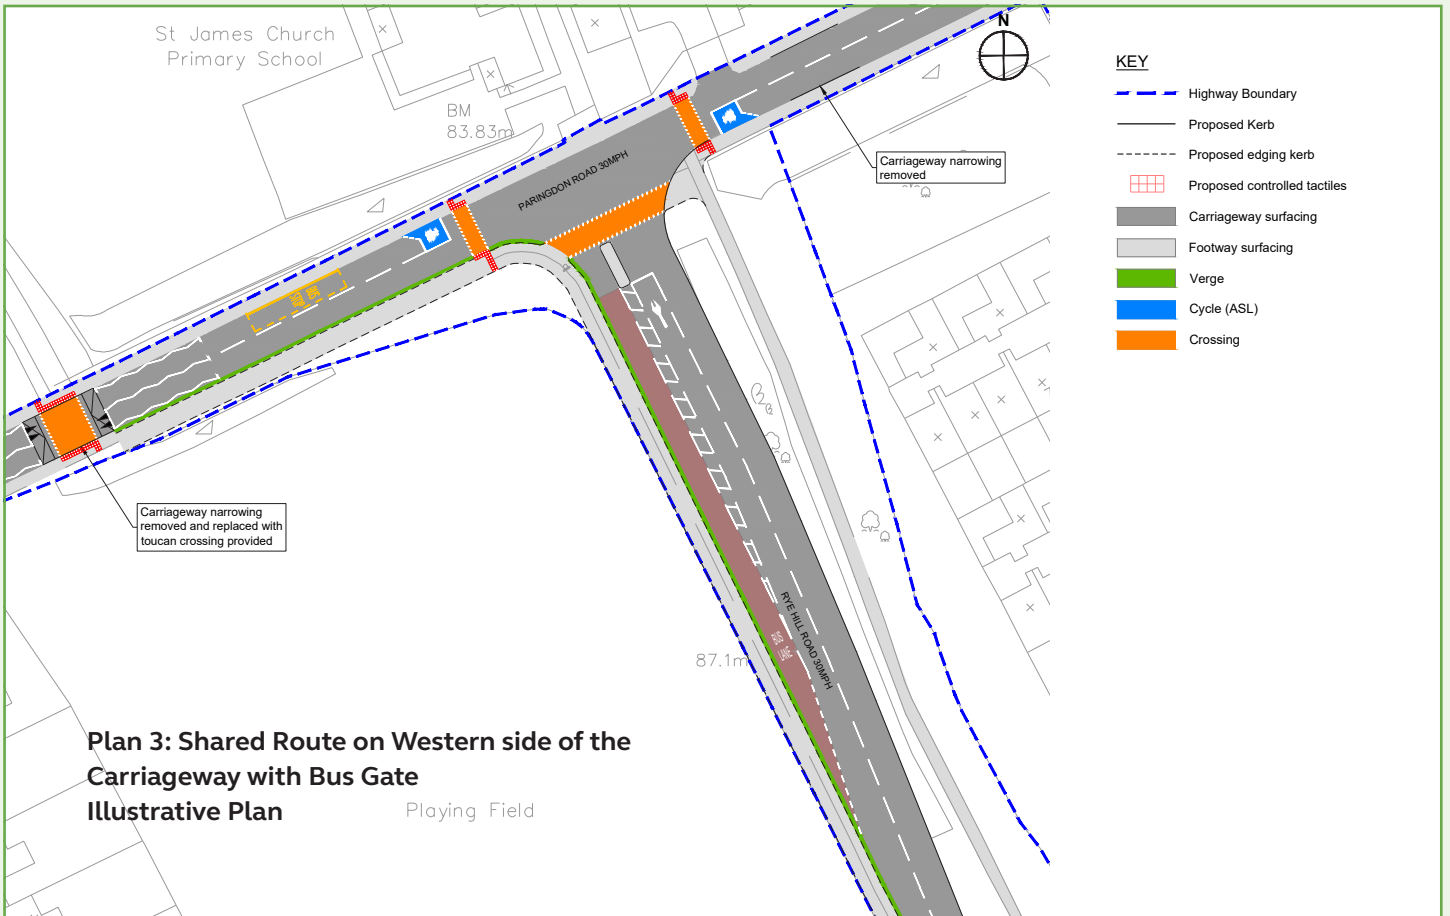 St James Church
Primary School
BM
83.83m
N
PARINGDON ROAD 30MPH
Carriageway narrowing
removed
BUS
STOP
Carriageway narrowing
removed and replaced with
toucan crossing provided
RYE HILL ROAD 30MPH
87.1m
Plan 3: Shared Route on Western side of the
Carriageway with Bus Gate
Illustrative Plan
Playing Field
KEY
Highway Boundary
Proposed Kerb
Proposed edging kerb
Proposed controlled tactiles
Carriageway surfacing
Footway surfacing
Verge
Cycle (ASL)
Crossing